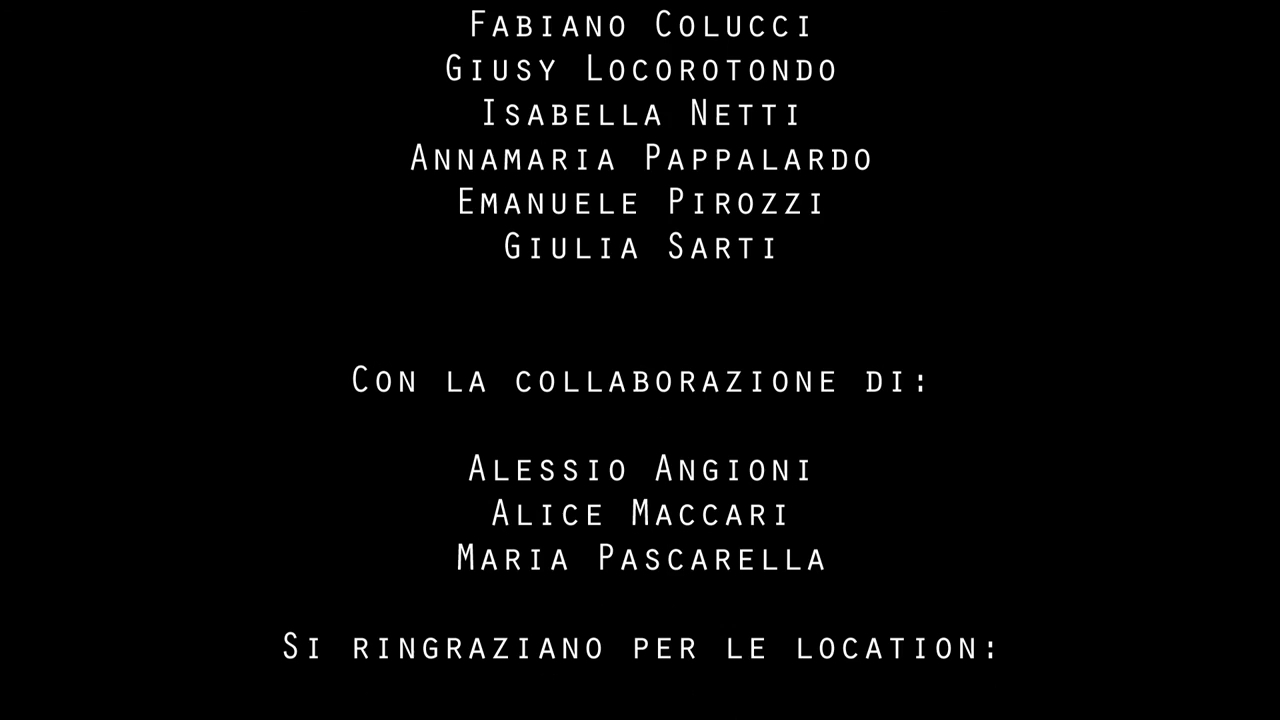 Fabiano Colucci
Giusy Locorotondo
Isabella Netti
Annamaria Pappalardo
Emanuele Pirozzi
Giulia Sarti
Con la collaborazione di:
Alessio Angioni
Alice Maccari
Maria Pascarella
Si ringraziano per le location: